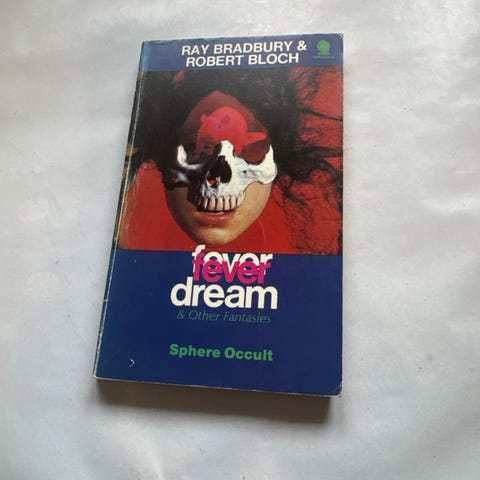 RAY BRADBURY &
ROBERT BLOCH
fever
fever
dream
& Other Fantasies
Sphere Occult